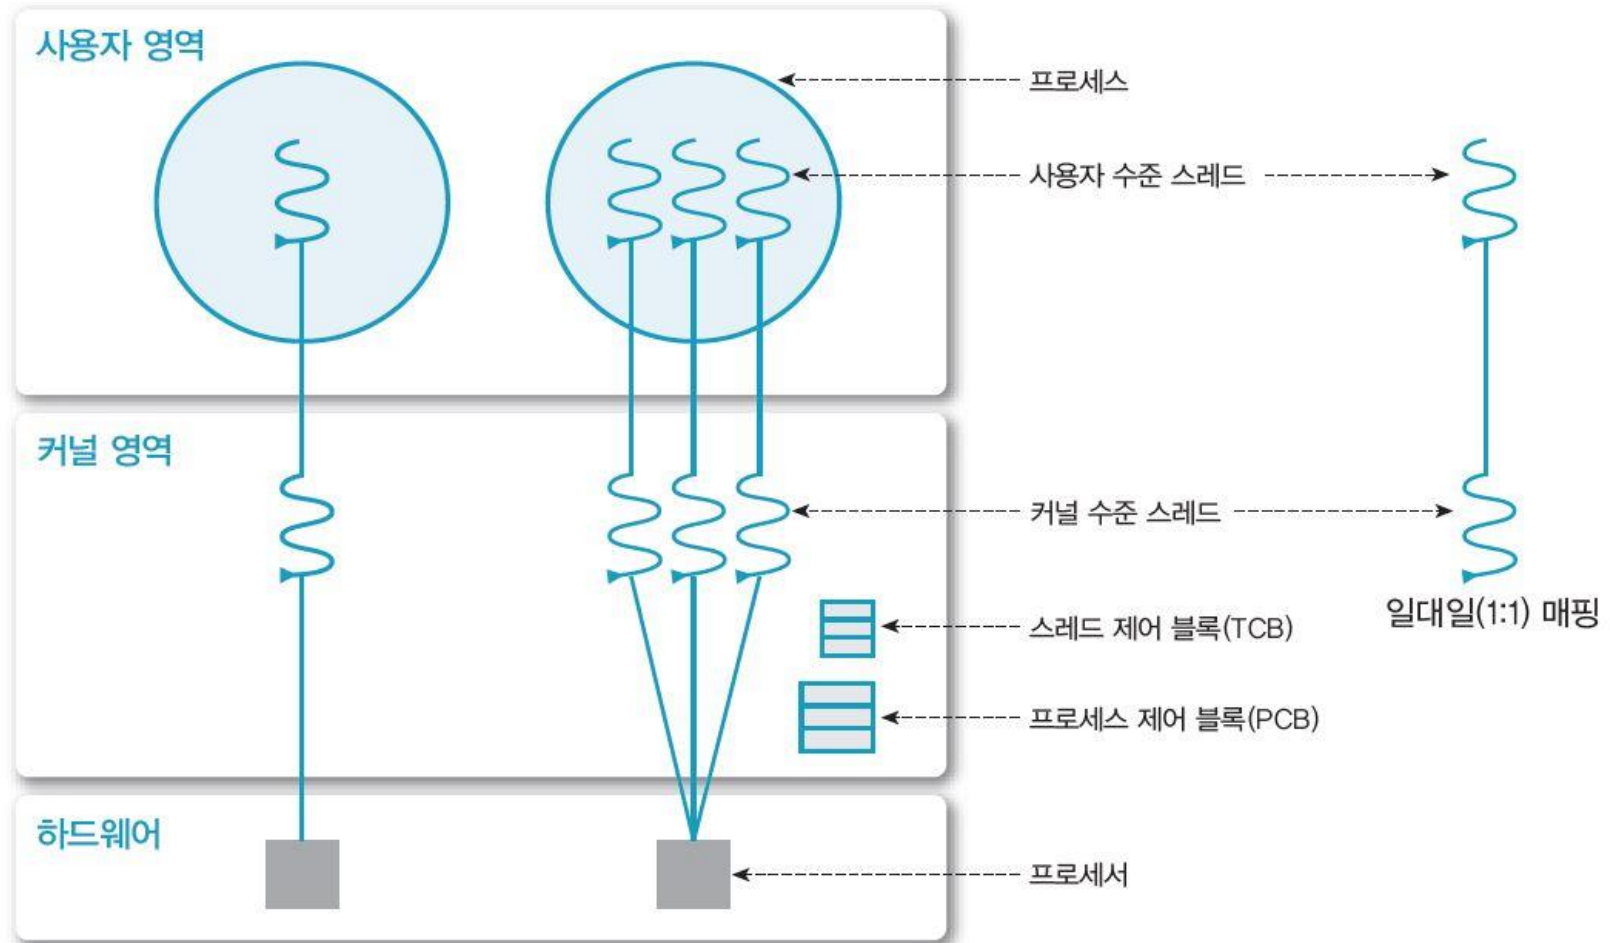 사용자 영역
프로세스
사용자 수준 스레드
커널 영역
커널 수준 스레드
스레드 제어 블록(TCB)
일대일(1:1) 매핑
프로세스 제어 블록(PCB)
하드웨어
프로세서